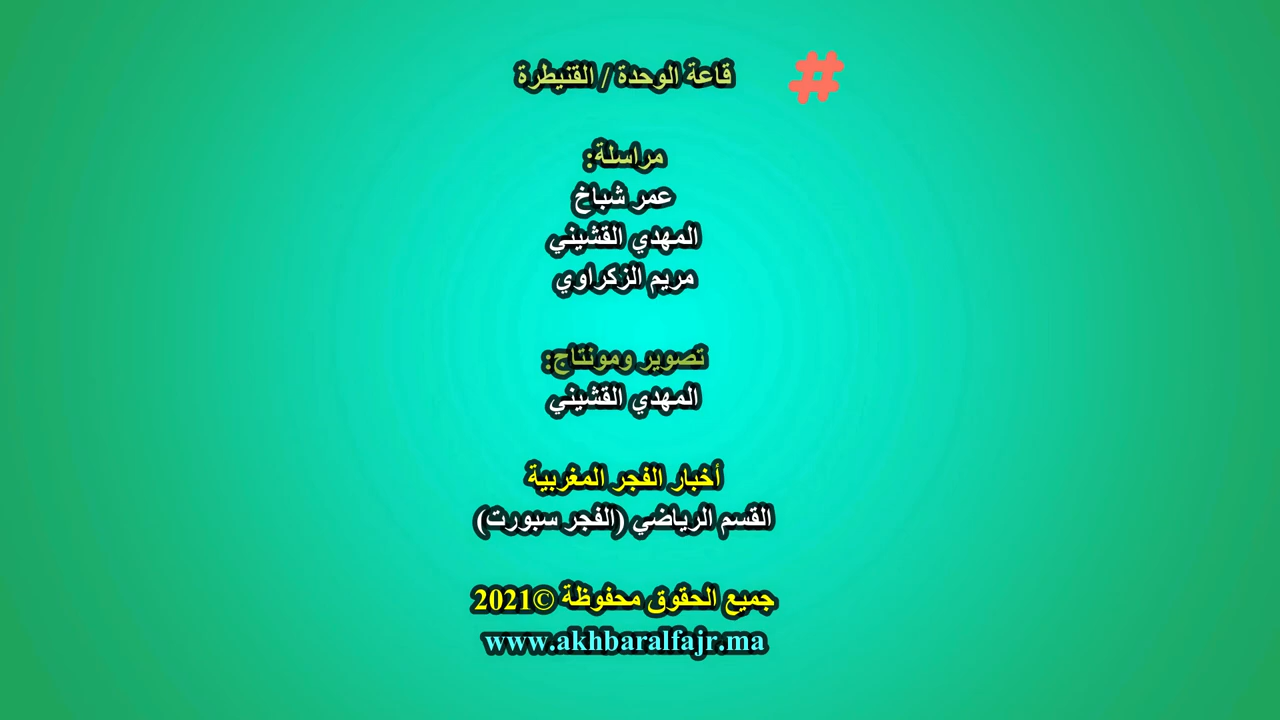 # قاعة الوحدة / القنيطرة
مراسلة:
عمر شباخ
المهدي القشيني
مريم الزكراوي
تصوير ومونتاج:
المهدي القشيني
أخبار الفجر المغربية
القسم الرياضي (الفجر سبورت)
جميع الحقوق محفوظة ©2021
www.akhbaralfajr.ma